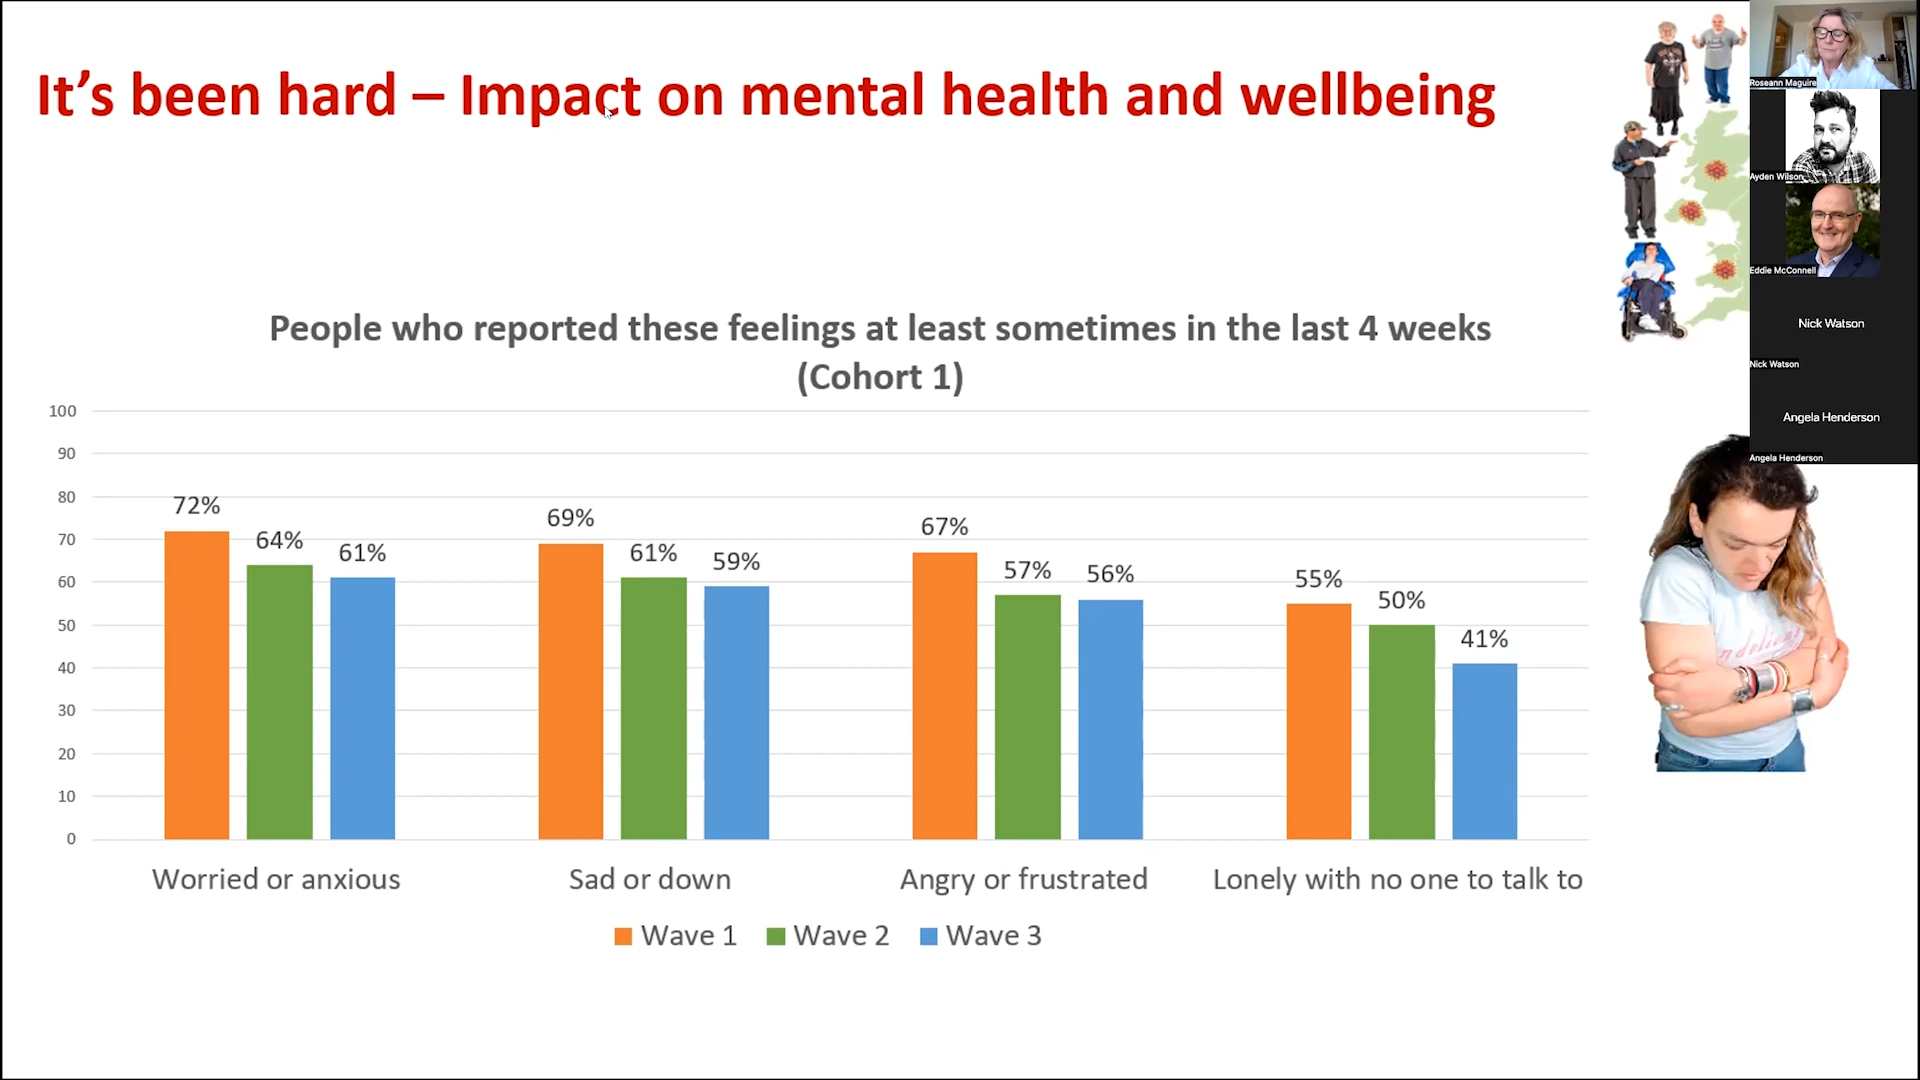 It's been hard – Impact on mental health and wellbeing
People who reported these feelings at least sometimes in the last 4 weeks
(Cohort 1)
100
90
80
70
60
50
40
30
20
10
0
72%
64%
61%
69%
61%
59%
67%
57%
56%
55%
50%
41%
Worried or anxious
Sad or down
Angry or frustrated
Lonely with no one to talk to
Wave 1
Wave 2
Wave 3
Roseann Maguire
Ayden Wilson
Eddie McConnell
Nick Watson
Nick Watson
Angela Henderson
Angela Henderson